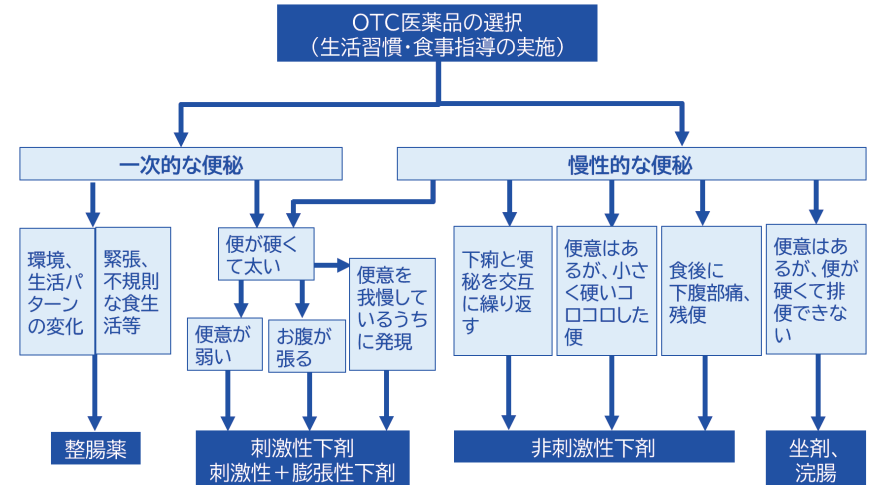 OTC医薬品の選択
（生活習慣・食事指導の実施）
一次的な便秘
慢性的な便秘
環境、
生活パ
ターン
の変化
緊張、
不規則
な食生
活等
便が硬く
て太い
便意が
弱い
お腹が
張る
便意を
我慢して
いるうち
に発現
下痢と便
秘を交互
に繰り返
す
便意はあ
るが、小さ
く硬いコ
ロコロした
便
食後に
下腹部痛、
残便
便意はあ
るが、便が
硬くて排
便できな
い
整腸薬
刺激性下剤
刺激性＋膨張性下剤
非刺激性下剤
坐剤、
浣腸